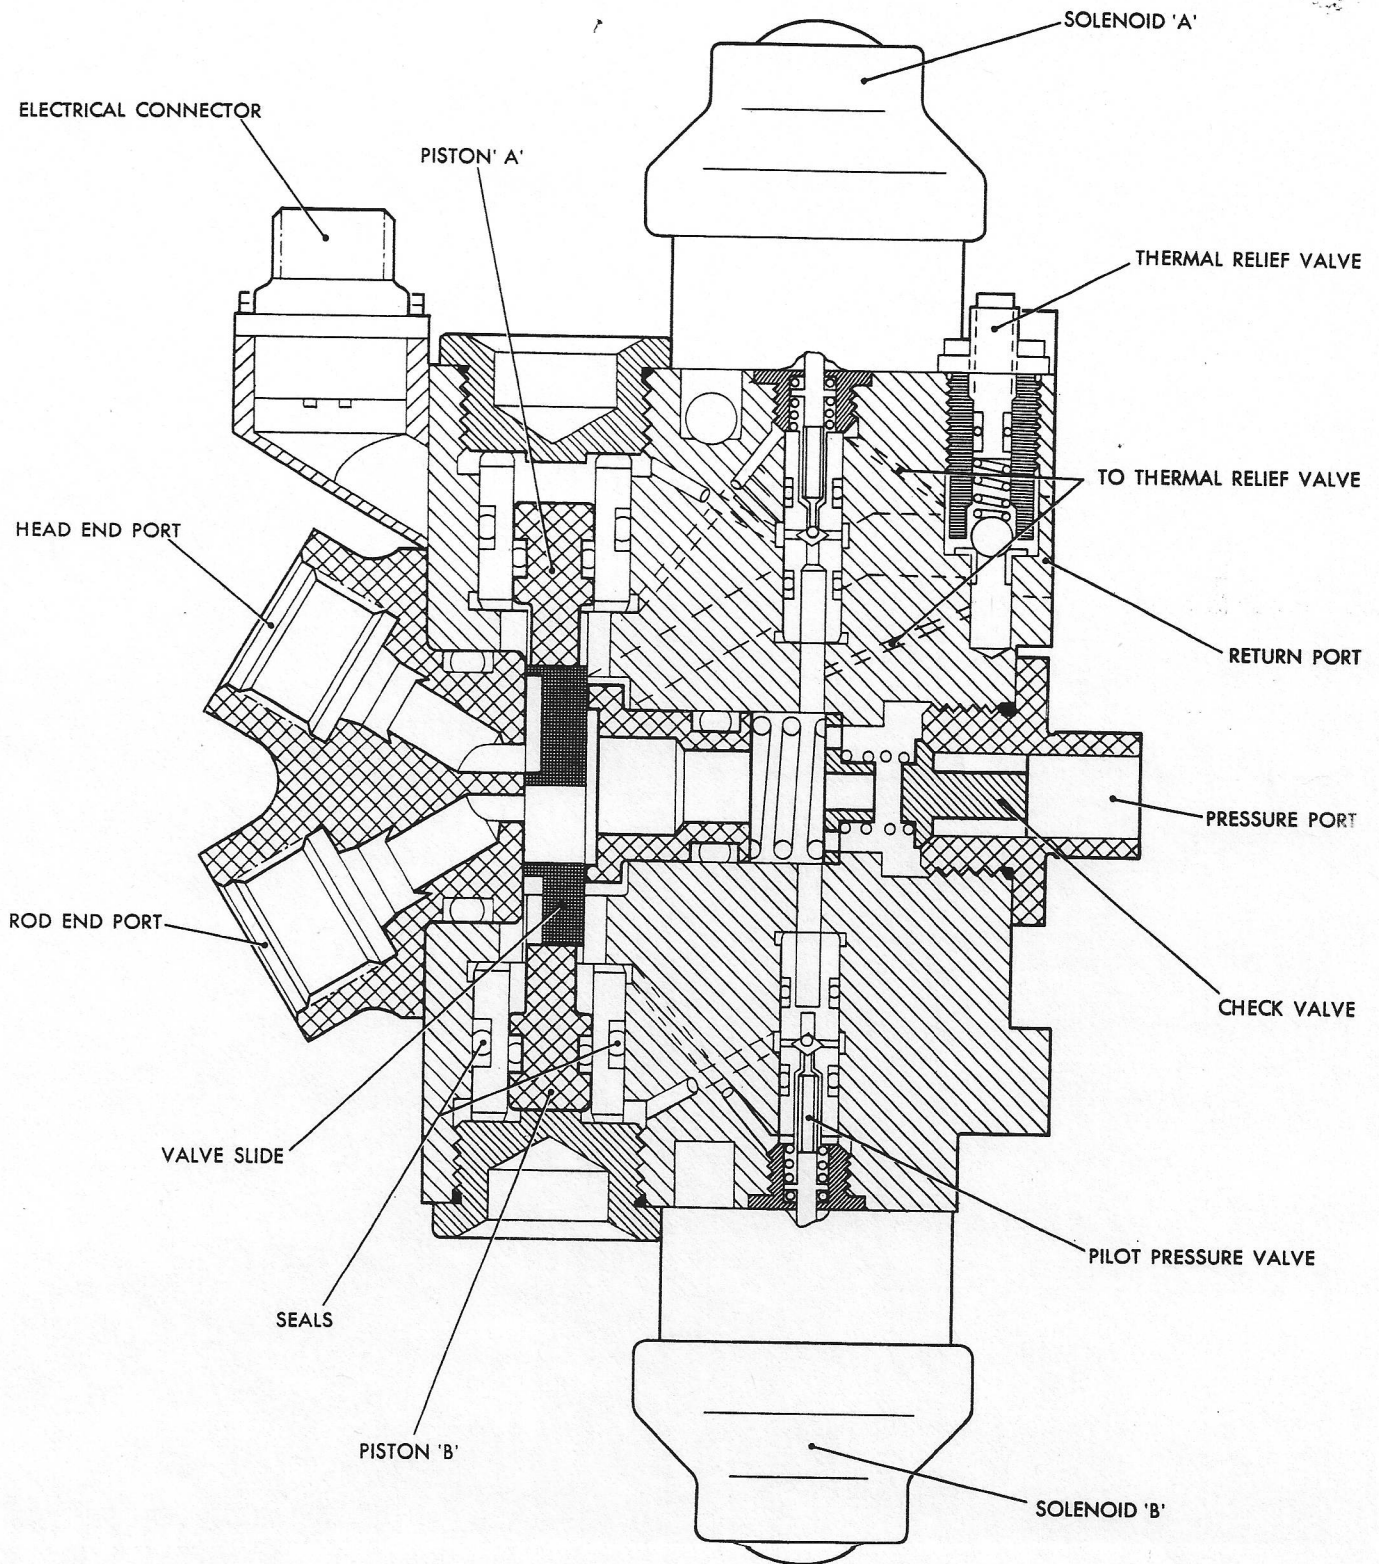 SOLENOID 'A'
ELECTRICAL CONNECTOR
PISTON' A'
THERMAL RELIEF VALVE
TO THERMAL RELIEF VALVE
HEAD END PORT
RETURN PORT
PRESSURE PORT
ROD END PORT
CHECK VALVE
VALVE SLIDE
PILOT PRESSURE VALVE
SEALS
PISTON 'B'
SOLENOID 'B'